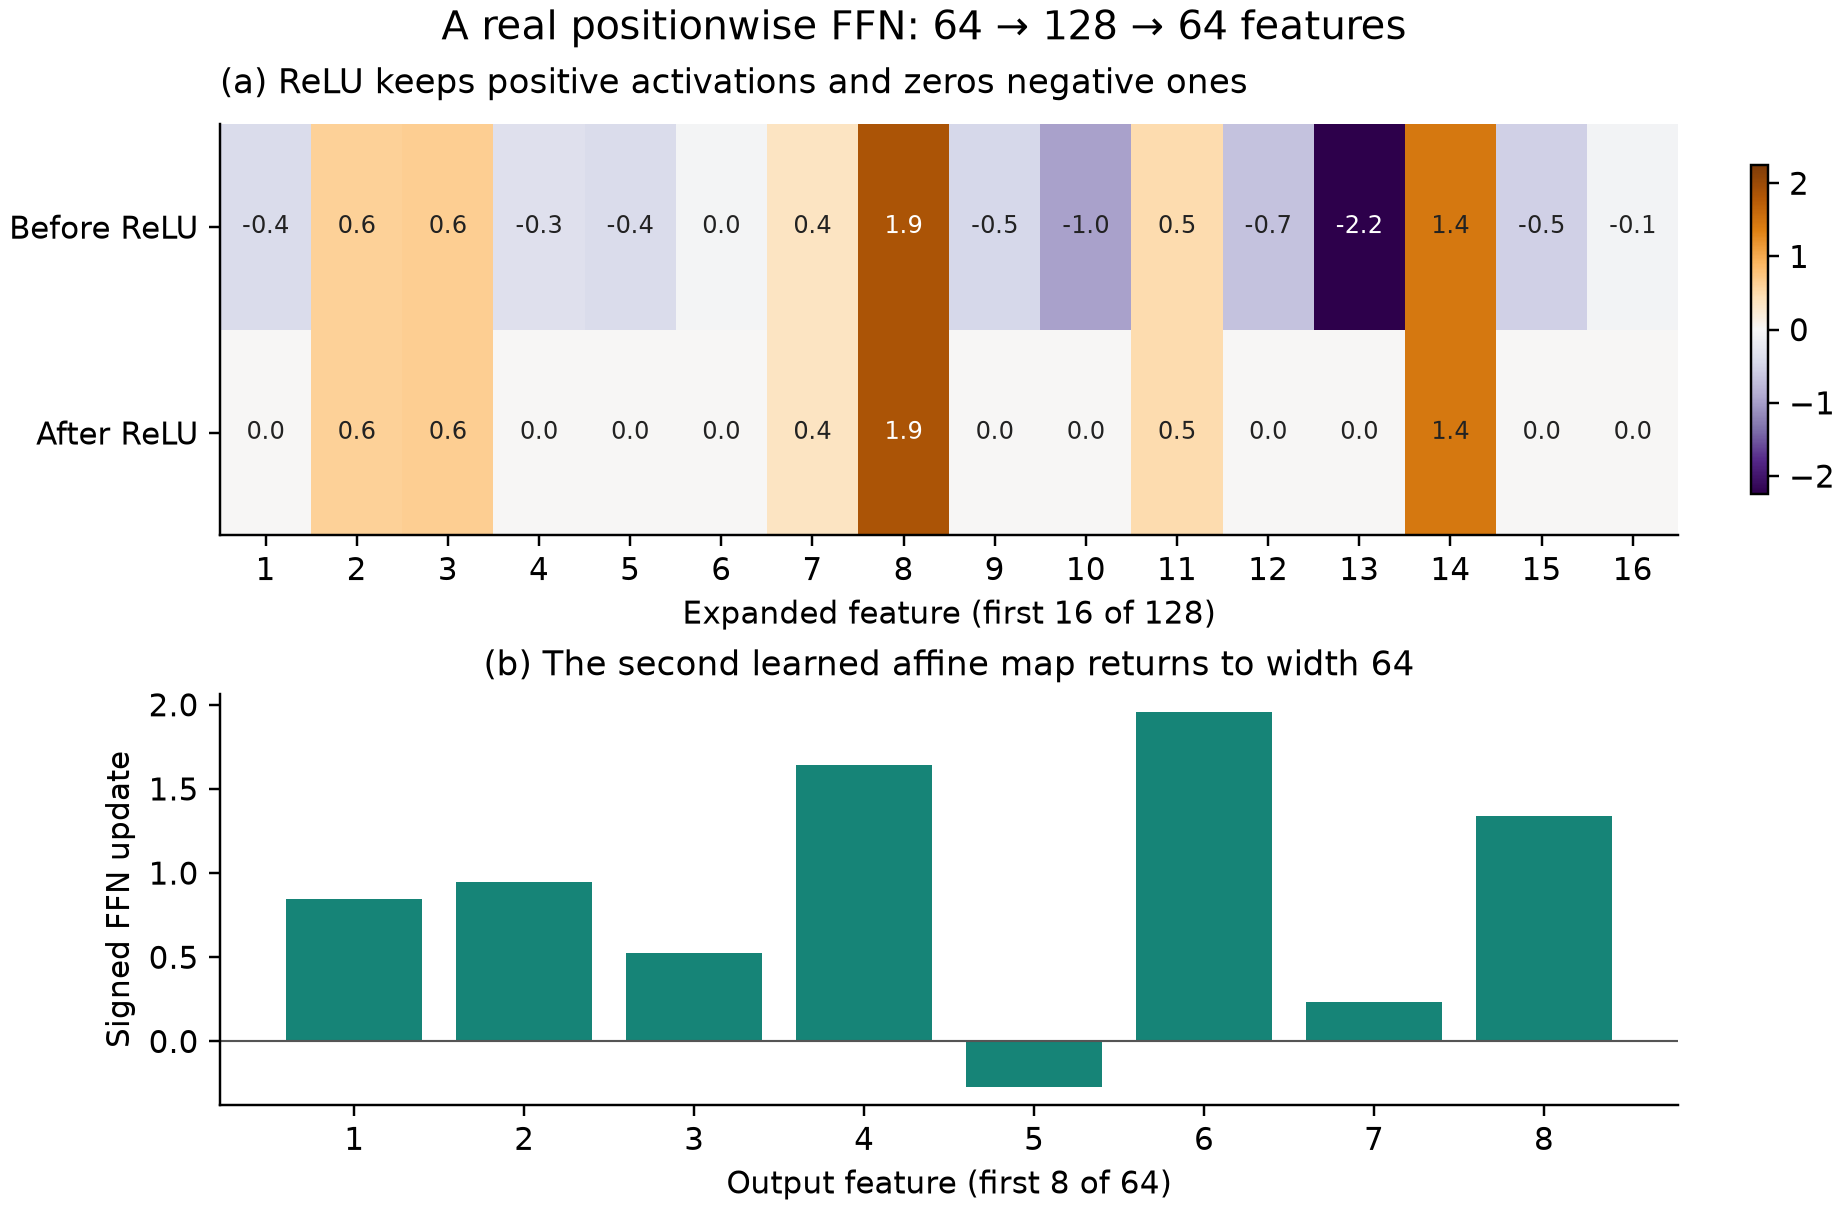 A real positionwise FFN: 64 → 128 → 64 features
(a) ReLU keeps positive activations and zeros negative ones
Before ReLU
-0.4 0.6 0.6 -0.3 -0.4 0.0 0.4 1.9 -0.5 -1.0 0.5 -0.7 -2.2 1.4 -0.5 -0.1
After ReLU
0.0 0.6 0.6 0.0 0.0 0.0 0.4 1.9 0.0 0.0 0.5 0.0 0.0 1.4 0.0 0.0
1 2 3 4 5 6 7 8 9 10 11 12 13 14 15 16
Expanded feature (first 16 of 128)
2
1
0
−1
−2
(b) The second learned affine map returns to width 64
Signed FFN update
2.0
1.5
1.0
0.5
0.0
1 2 3 4 5 6 7 8
Output feature (first 8 of 64)